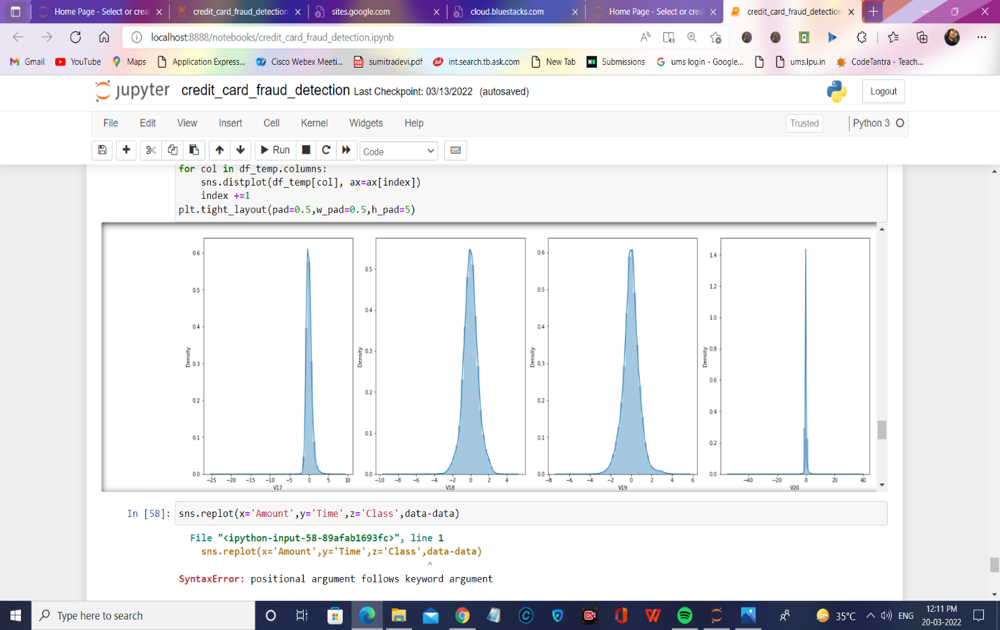 Home Page - Select or creat
credit_card_fraud_detection
sites.google.com
cloud.bluestacks.com
Home Page - Select or crea
credit_card_fraud_detection
localhost:8888/notebooks/credit_card_fraud_detection.ipynb
Gmail
YouTube
Maps
Application Express...
Cisco Webex Meeti...
sumitradevi.pdf
int.search.tb.ask.com
New Tab
Submissions
ums login - Google...
ums.lpu.in
CodeTantra - Teach...
jupyter credit_card_fraud_detection Last Checkpoint: 03/13/2022 (autosaved)
Logout
File Edit View Insert Cell Kernel Widgets Help
Trusted
Python 3
Run
Code
for col in df_temp.columns:
sns.distplot(df_temp[col], ax=ax[index])
index +=1
plt.tight_layout(pad=0.5,w_pad=0.5,h_pad=5)
0.6
0.5
0.4
0.3
0.2
0.1
0.0
Density
-25 -20 -15 -10 -5 0 5 10
V17
0.5
0.4
0.3
0.2
0.1
0.0
Density
-10 -8 -6 -4 -2 0 2 4
V18
0.6
0.5
0.4
0.3
0.2
0.1
0.0
Density
-8 -6 -4 -2 0 2 4 6
V19
1.4
1.2
1.0
0.8
0.6
0.4
0.2
0.0
Density
-40 -20 0 20 40
V20
In [58]: sns.replot(x='Amount',y='Time',z='Class',data-data)
File "<ipython-input-58-89afab1693fc>", line 1
sns.replot(x='Amount',y='Time',z='Class',data-data)
^
SyntaxError: positional argument follows keyword argument
Type here to search
35°C
ENG
12:11 PM
20-03-2022